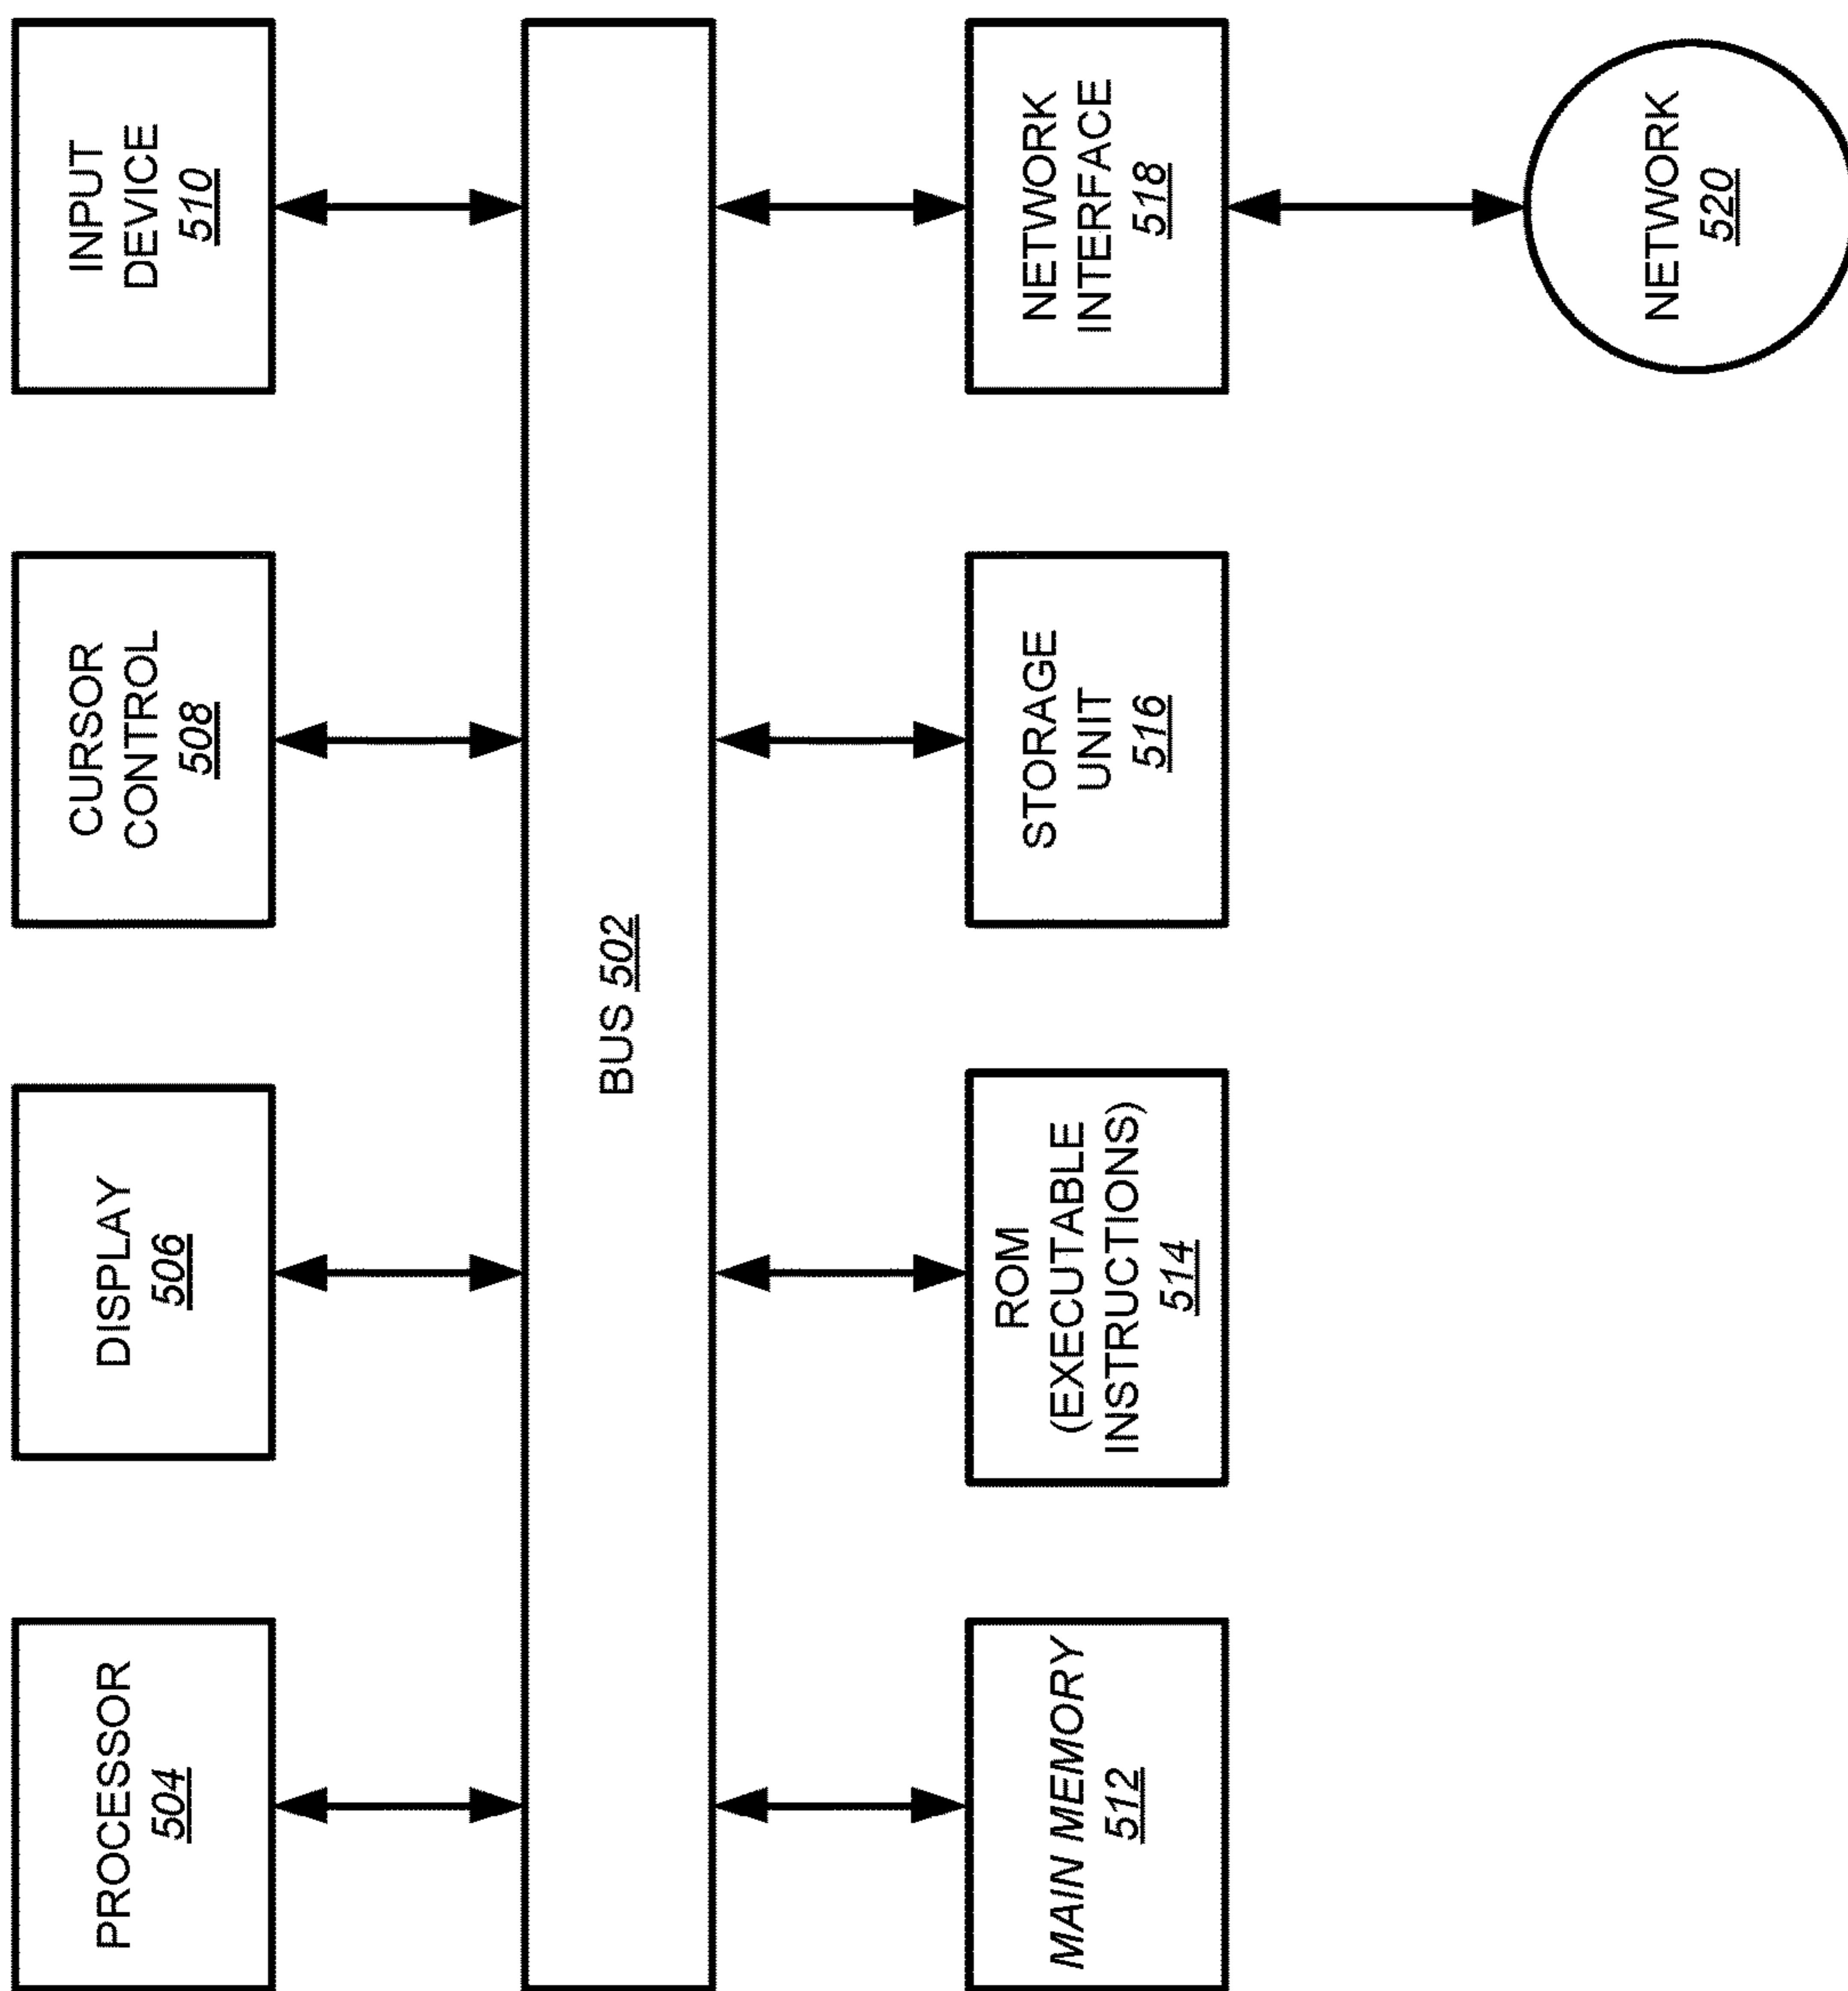 PROCESSOR
504
DISPLAY
506
CURSOR
CONTROL
508
INPUT
DEVICE
510
BUS 502
MAIN MEMORY
512
ROM
(EXECUTABLE
INSTRUCTIONS)
514
STORAGE
UNIT
516
NETWORK
INTERFACE
518
NETWORK
520